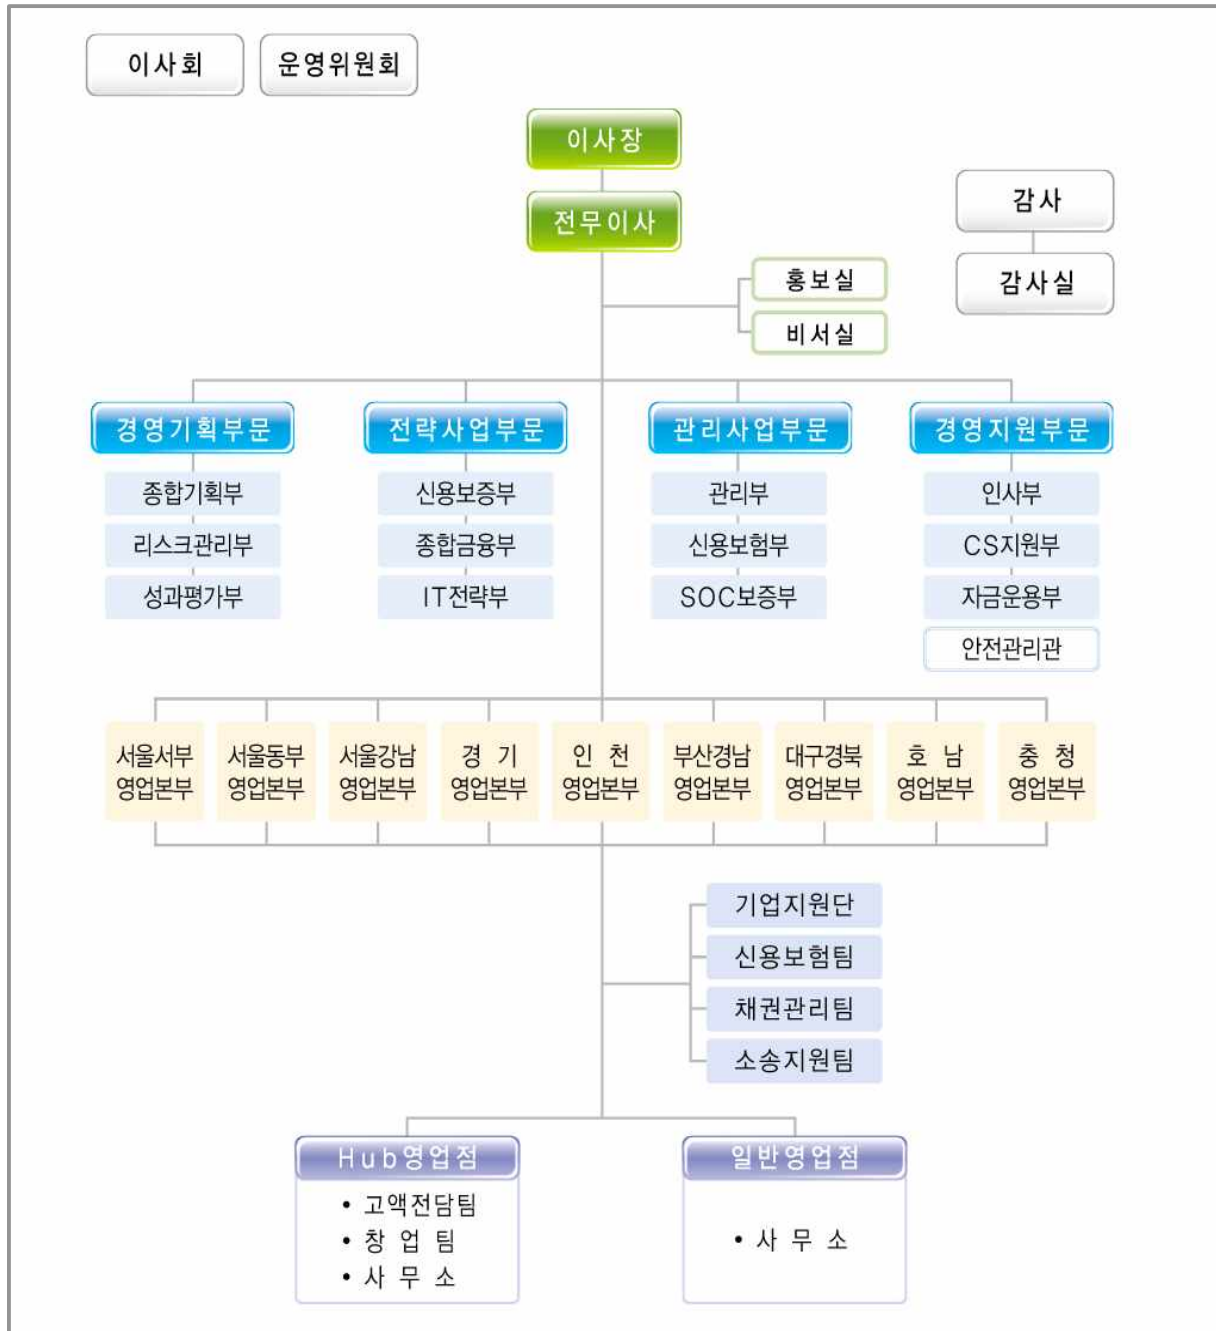 이사회
운영위원회
이사장
전무이사
감사
감사실
홍보실
비서실
경영기획부문
전략사업부문
관리사업부문
경영지원부문
종합기획부
신용보증부
관리부
인사부
리스크관리부
종합금융부
신용보험부
CS지원부
성과평가부
IT전략부
SOC보증부
자금운용부
안전관리관
서울서부
영업본부
서울동부
영업본부
서울강남
영업본부
경 기
영업본부
인 천
영업본부
부산경남
영업본부
대구경북
영업본부
호 남
영업본부
충 청
영업본부
기업지원단
신용보험팀
채권관리팀
소송지원팀
Hub영업점
• 고액전담팀
• 창 업 팀
• 사 무 소
일반영업점
• 사 무 소